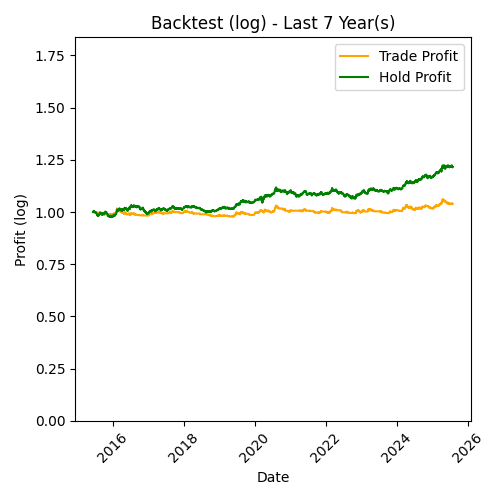 Backtest (log) - Last 7 Year(s)
Trade Profit
Hold Profit
Profit (log)
1.75
1.50
1.25
1.00
0.75
0.50
0.25
0.00
2016
2018
2020
2022
2024
2026
Date